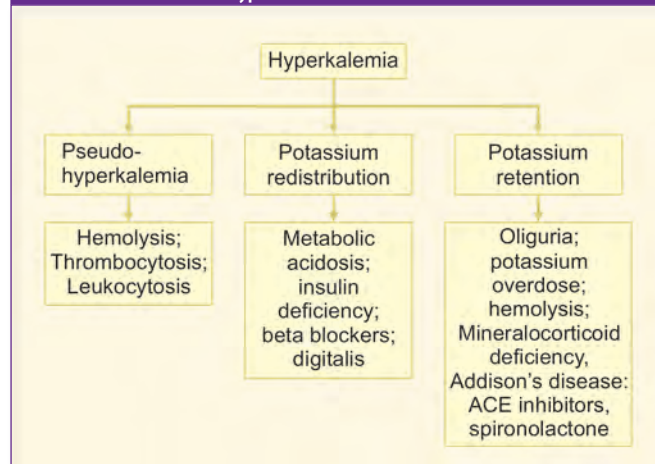 Hyperkalemia
Pseudo-
hyperkalemia
Potassium
redistribution
Potassium
retention
Hemolysis;
Thrombocytosis;
Leukocytosis
Metabolic
acidosis;
insulin
deficiency;
beta blockers;
digitalis
Oliguria;
potassium
overdose;
hemolysis;
Mineralocorticoid
deficiency,
Addison's disease:
ACE inhibitors,
spironolactone